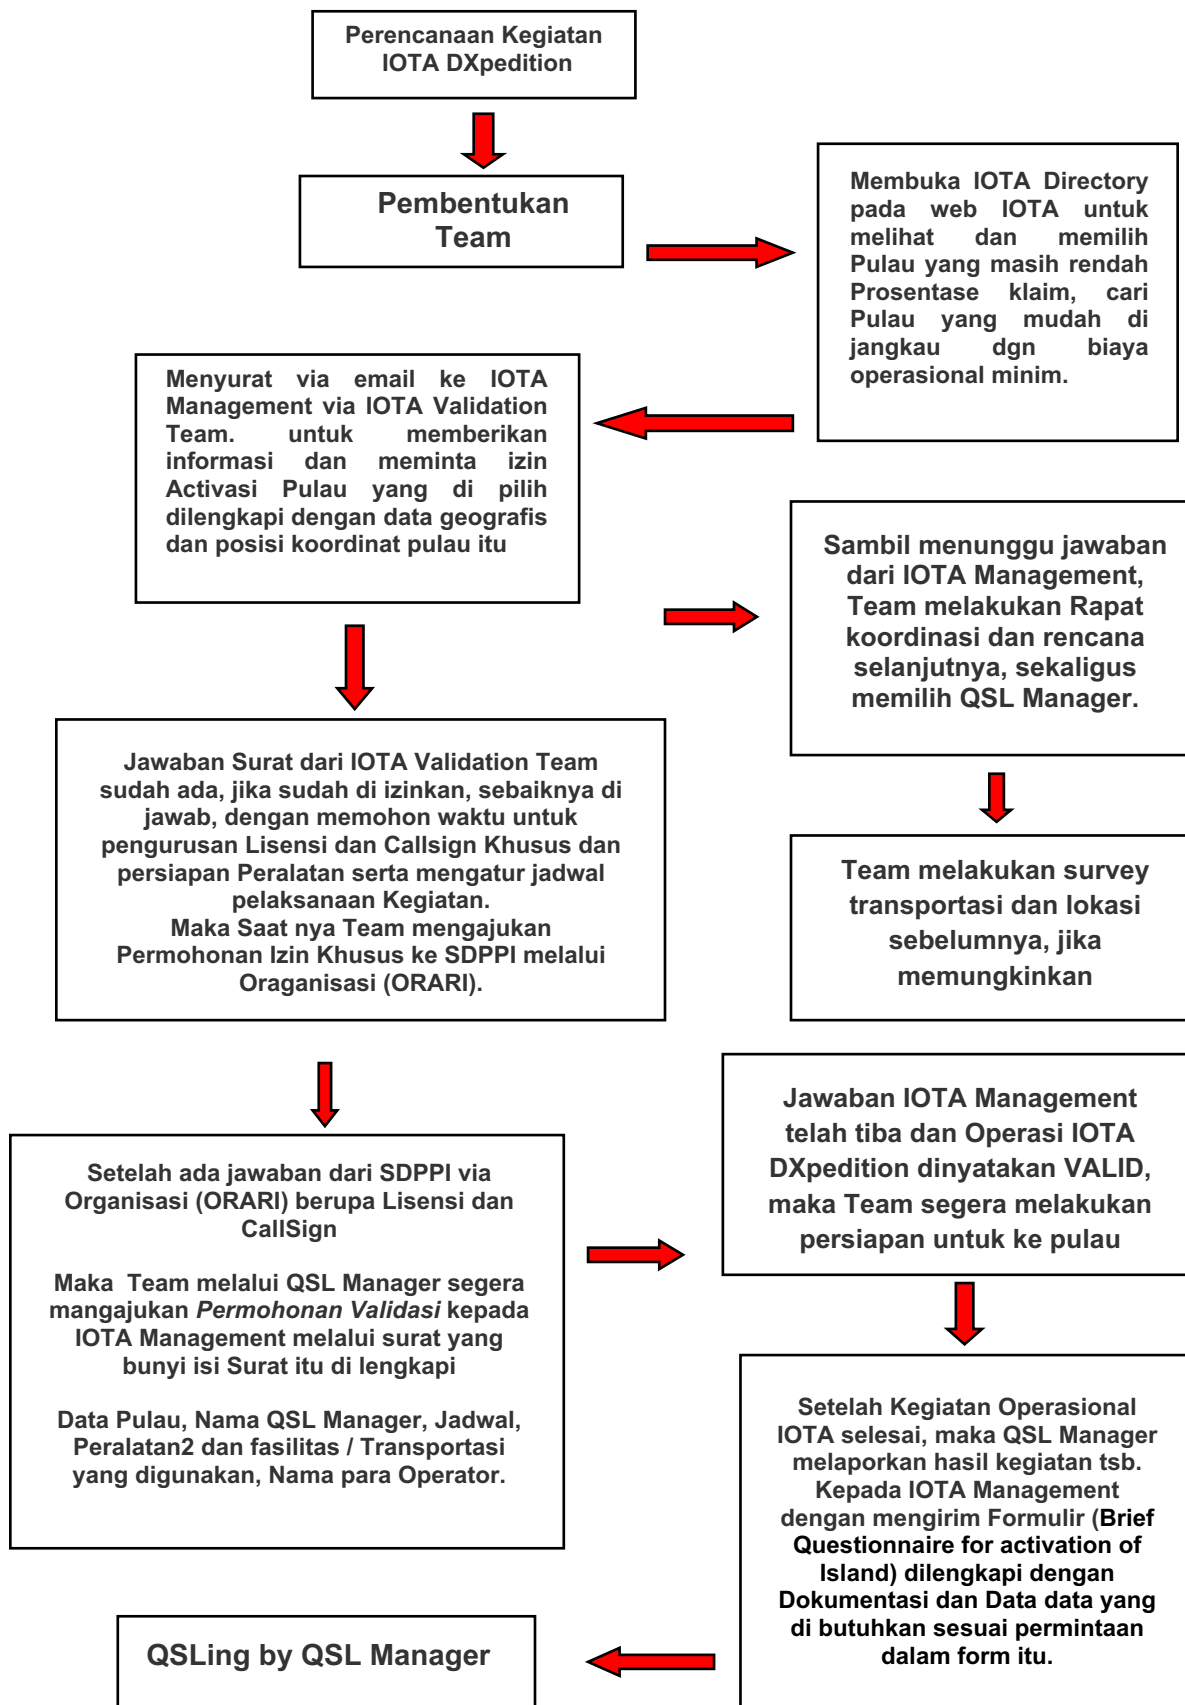 Perencanaan Kegiatan
IOTA DXpedition
Pembentukan
Team
Membuka IOTA Directory
pada web IOTA untuk
melihat dan memilih
Pulau yang masih rendah
Prosentase klaim, cari
Pulau yang mudah di
jangkau dgn biaya
operasional minim.
Menyurat via email ke IOTA
Management via IOTA Validation
Team. untuk memberikan
informasi dan meminta izin
Activasi Pulau yang di pilih
dilengkapi dengan data geografis
dan posisi koordinat pulau itu
Sambil menunggu jawaban
dari IOTA Management,
Team melakukan Rapat
koordinasi dan rencana
selanjutnya, sekaligus
memilih QSL Manager.
Jawaban Surat dari IOTA Validation Team
sudah ada, jika sudah di izinkan, sebaiknya di
jawab, dengan memohon waktu untuk
pengurusan Lisensi dan Callsign Khusus dan
persiapan Peralatan serta mengatur jadwal
pelaksanaan Kegiatan.
Maka Saat nya Team mengajukan
Permohonan Izin Khusus ke SDPPI melalui
Oraganisasi (ORARI).
Team melakukan survey
transportasi dan lokasi
sebelumnya, jika
memungkinkan
Setelah ada jawaban dari SDPPI via
Organisasi (ORARI) berupa Lisensi dan
CallSign
Maka Team melalui QSL Manager segera
mangajukan Permohonan Validasi kepada
IOTA Management melalui surat yang
bunyi isi Surat itu di lengkapi
Data Pulau, Nama QSL Manager, Jadwal,
Peralatan2 dan fasilitas / Transportasi
yang digunakan, Nama para Operator.
Jawaban IOTA Management
telah tiba dan Operasi IOTA
DXpedition dinyatakan VALID,
maka Team segera melakukan
persiapan untuk ke pulau
Setelah Kegiatan Operasional
IOTA selesai, maka QSL Manager
melaporkan hasil kegiatan tsb.
Kepada IOTA Management
dengan mengirim Formulir (Brief
Questionnaire for activation of
Island) dilengkapi dengan
Dokumentasi dan Data data yang
di butuhkan sesuai permintaan
dalam form itu.
QSLing by QSL Manager